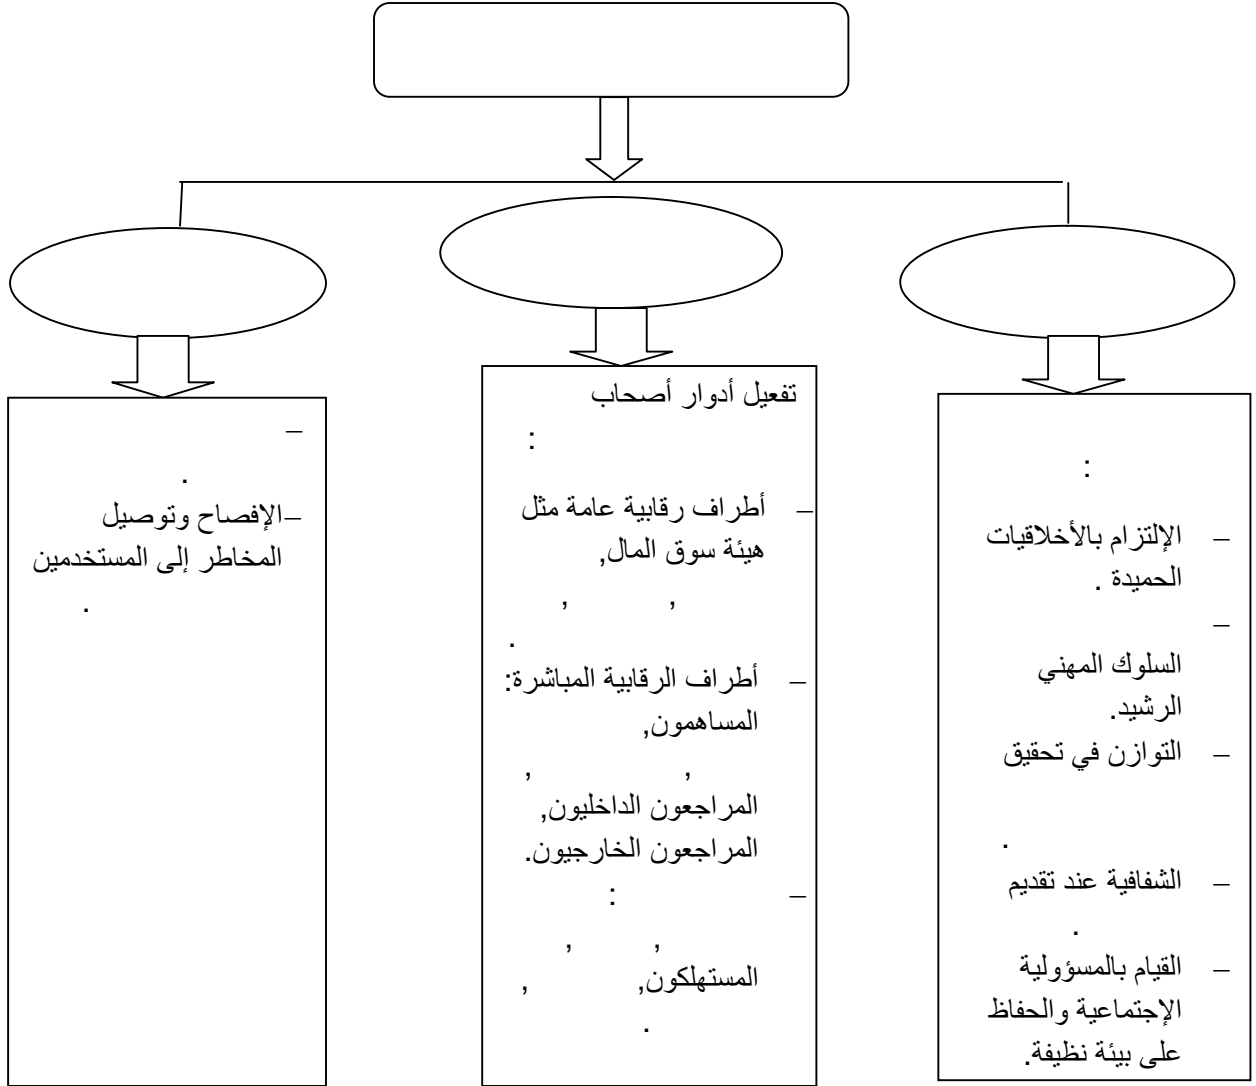 :
– الإلتزام بالأخلاقيات
الحميدة .
–
السلوك المهني
الرشيد.
– التوازن في تحقيق
.
– الشفافية عند تقديم
.
– القيام بالمسؤولية
الإجتماعية والحفاظ
على بيئة نظيفة.
تفعيل أدوار أصحاب
:
– أطراف رقابية عامة مثل
هيئة سوق المال,
, ,
.
– أطراف الرقابية المباشرة:
المساهمون,
, ,
المراجعون الداخليون,
المراجعون الخارجيون.
– :
, ,
المستهلكون, ,
.
–
.
–الإفصاح وتوصيل
المخاطر إلى المستخدمين
.